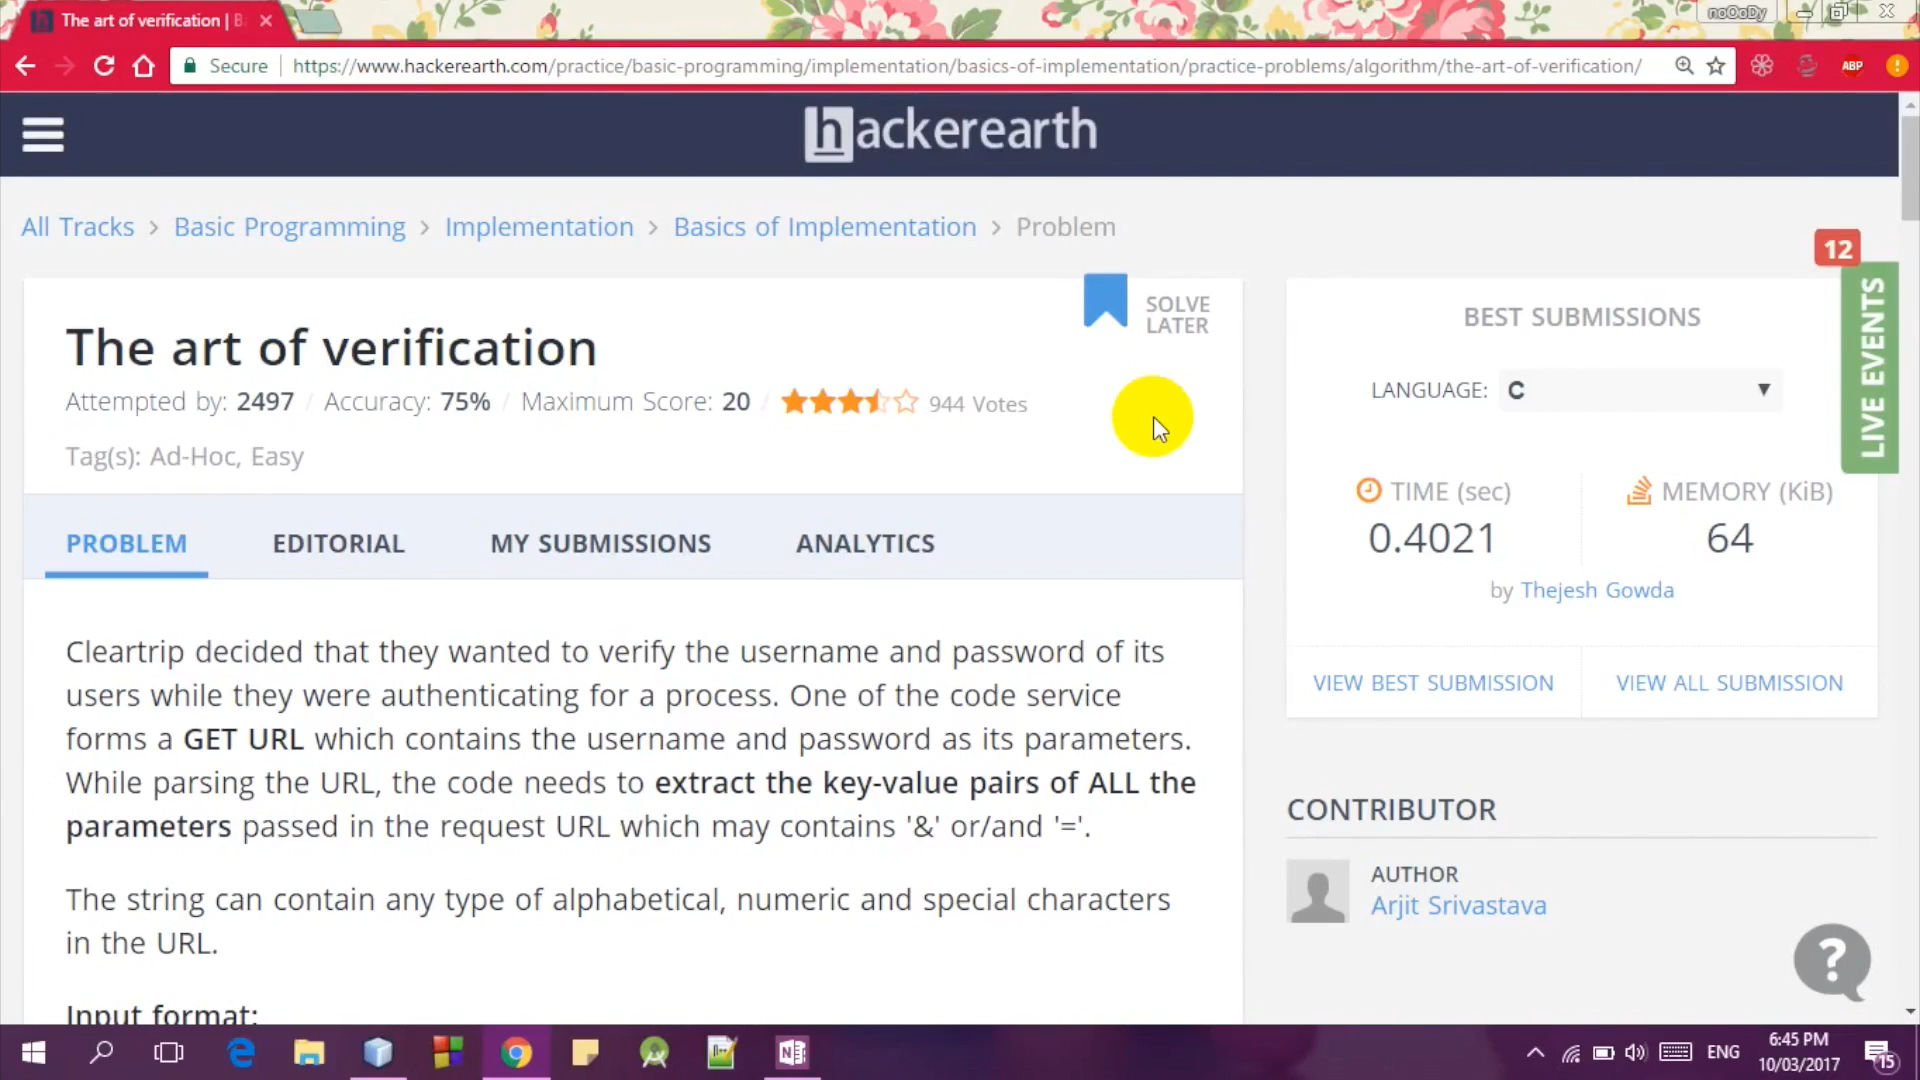 The art of verification | B
noOoDy
Secure
https://www.hackerearth.com/practice/basic-programming/implementation/basics-of-implementation/practice-problems/algorithm/the-art-of-verification/
ABP
hackerearth
All Tracks > Basic Programming > Implementation > Basics of Implementation > Problem
12
LIVE EVENTS
The art of verification
SOLVE
LATER
Attempted by: 2497 / Accuracy: 75% / Maximum Score: 20 / 944 Votes
Tag(s): Ad-Hoc, Easy
PROBLEM EDITORIAL MY SUBMISSIONS ANALYTICS
Cleartrip decided that they wanted to verify the username and password of its
users while they were authenticating for a process. One of the code service
forms a GET URL which contains the username and password as its parameters.
While parsing the URL, the code needs to extract the key-value pairs of ALL the
parameters passed in the request URL which may contains '&' or/and '='.
The string can contain any type of alphabetical, numeric and special characters
in the URL.
Input format:
BEST SUBMISSIONS
LANGUAGE: C
TIME (sec)
0.4021
MEMORY (KiB)
64
by Thejesh Gowda
VIEW BEST SUBMISSION
VIEW ALL SUBMISSION
CONTRIBUTOR
AUTHOR
Arjit Srivastava
?
N
ENG
6:45 PM
10/03/2017
15